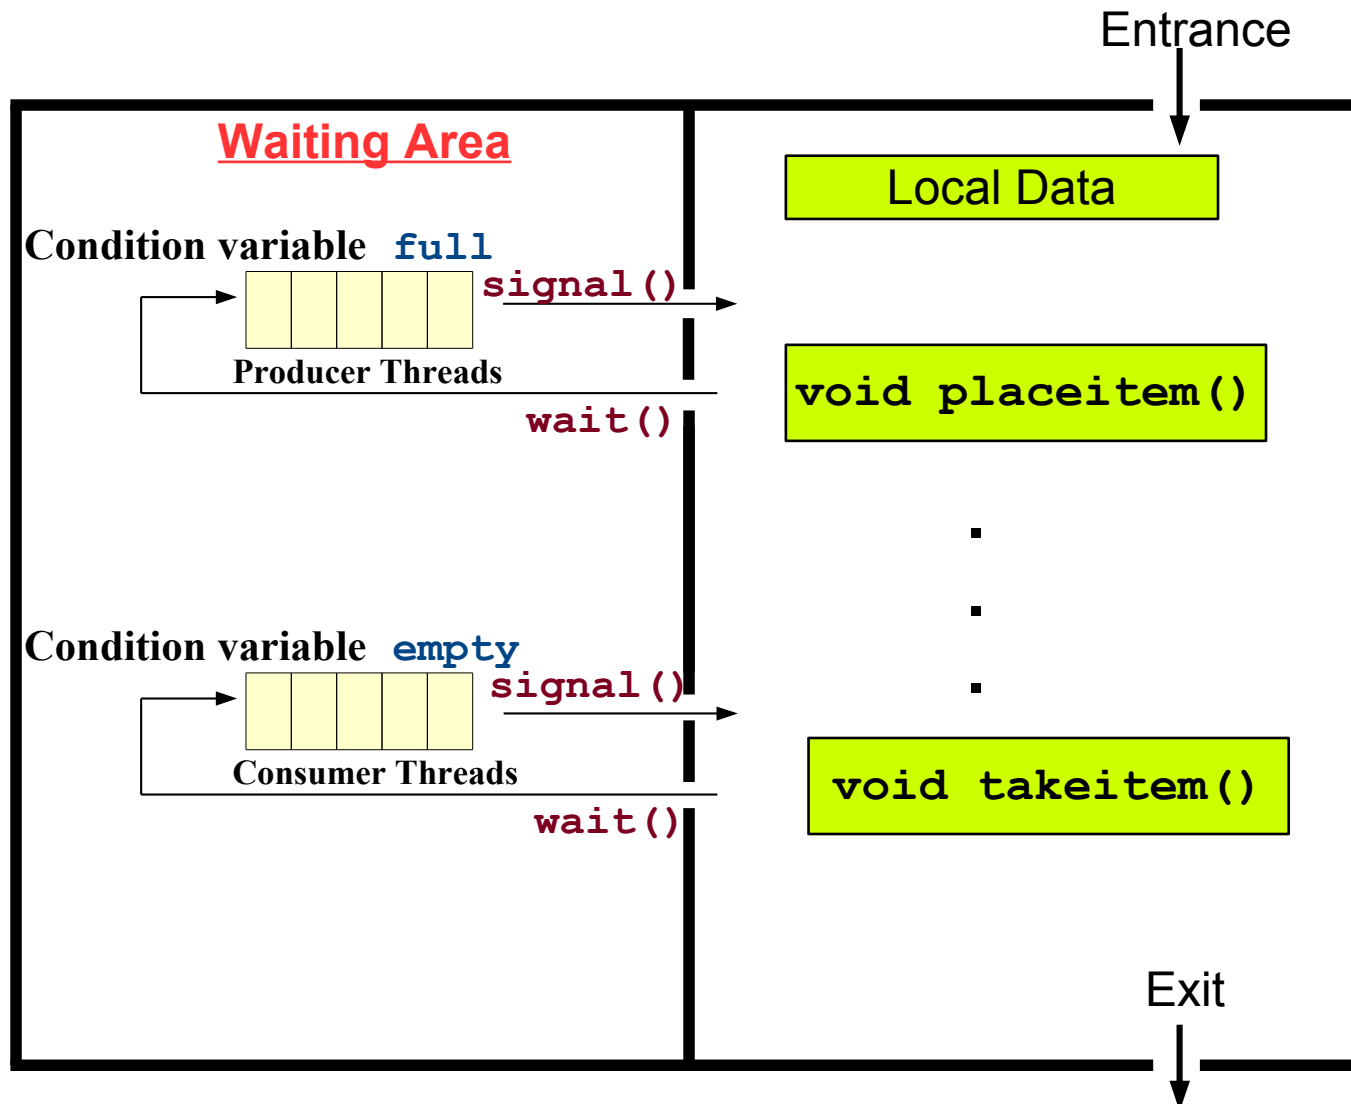 Entrance
Waiting Area
Local Data
Condition variable full
signal()
Producer Threads
void placeitem()
wait()
Condition variable empty
signal()
Consumer Threads
void takeitem()
wait()
Exit